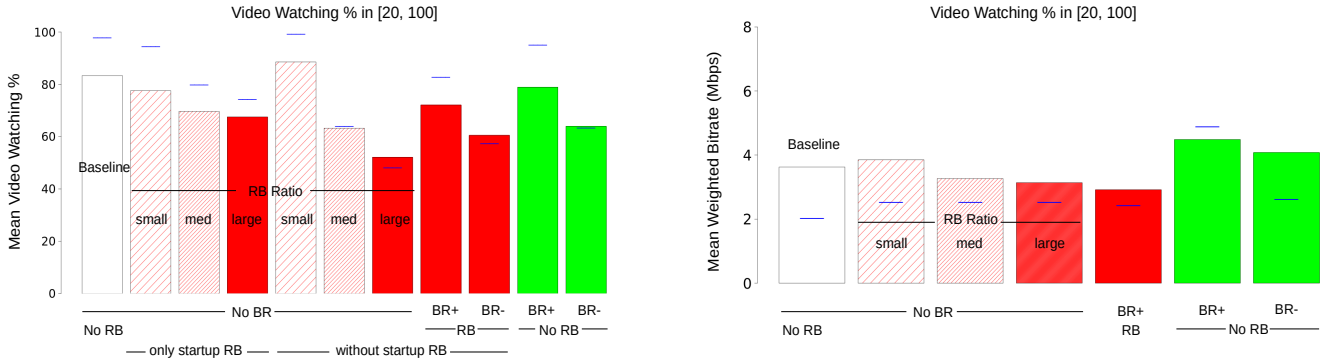 Video Watching % in [20, 100]
Mean Video Watching %
100
80
60
40
20
0
Baseline
RB Ratio
small med large small med large
No BR BR+ BR- BR+ BR-
No RB RB No RB
only startup RB without startup RB
Video Watching % in [20, 100]
Mean Weighted Bitrate (Mbps)
8
6
4
2
0
Baseline
RB Ratio
small med large
No BR BR+ BR+ BR-
No RB RB No RB